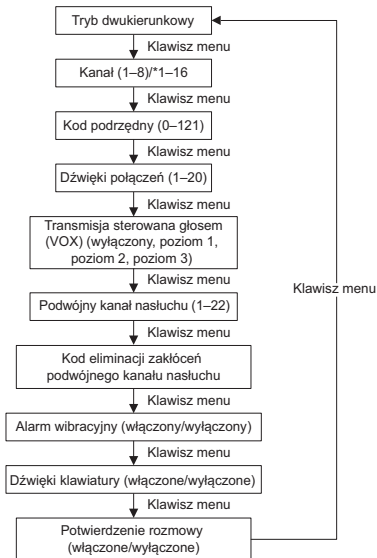 Tryb dwukierunkowy
Klawisz menu
Kanał (1–8)/*1–16
Klawisz menu
Kod podrzędny (0–121)
Klawisz menu
Dźwięki połączeń (1–20)
Klawisz menu
Transmisja sterowana głosem
(VOX) (wyłączony, poziom 1,
poziom 2, poziom 3)
Klawisz menu
Klawisz menu
Podwójny kanał nasłuchu (1–22)
Klawisz menu
Kod eliminacji zakłóceń
podwójnego kanału nasłuchu
Klawisz menu
Alarm wibracyjny (włączony/wyłączony)
Klawisz menu
Dźwięki klawiatury (włączone/wyłączone)
Klawisz menu
Potwierdzenie rozmowy
(włączone/wyłączone)